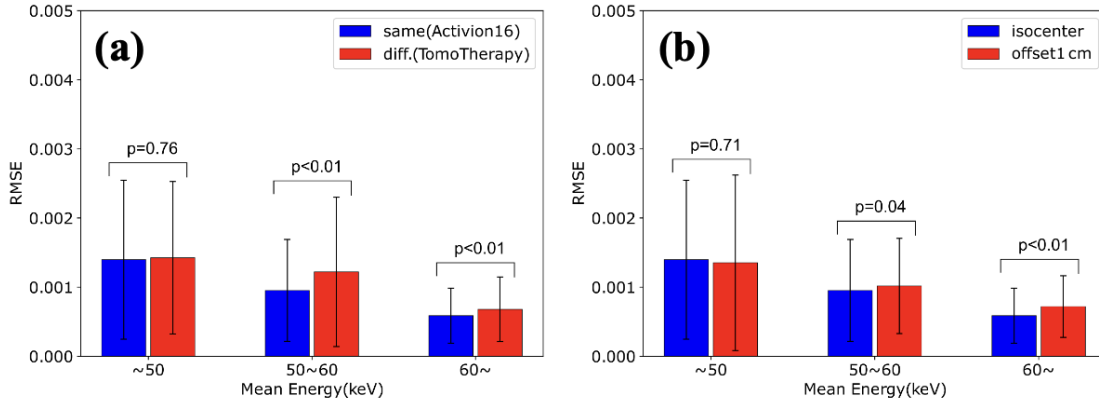 (a)
same(Activion16)
diff.(TomoTherapy)
0.005
0.004
0.003
0.002
0.001
0.000
RMSE
p=0.76
p<0.01
p<0.01
~50
50~60
60~
Mean Energy(keV)
(b)
isocenter
offset1 cm
0.005
0.004
0.003
0.002
0.001
0.000
RMSE
p=0.71
p=0.04
p<0.01
~50
50~60
60~
Mean Energy(keV)